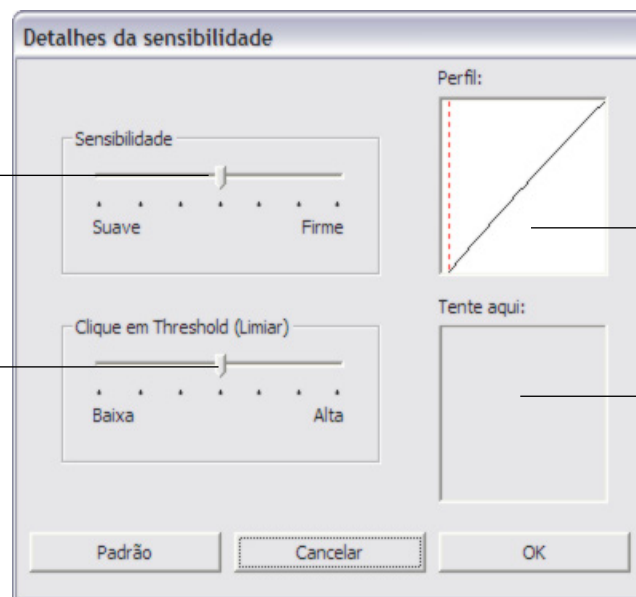 Detalhes da sensibilidade
Perfil:
Sensibilidade
Suave Firme
Tente aqui:
Clique em Threshold (Limiar)
Baixa Alta
Padrão Cancelar OK